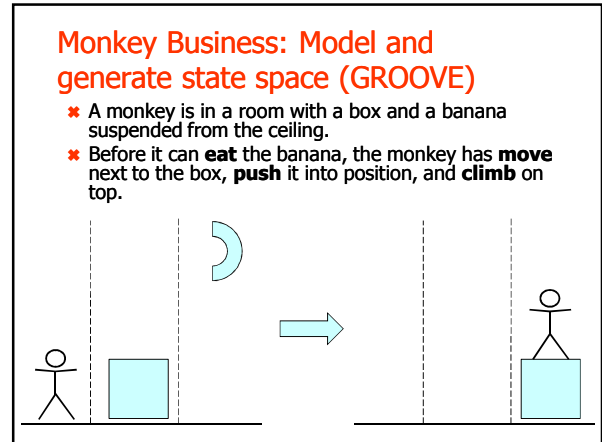 Monkey Business: Model and
generate state space (GROOVE)
A monkey is in a room with a box and a banana
suspended from the ceiling.
Before it can eat the banana, the monkey has move
next to the box, push it into position, and climb on
top.